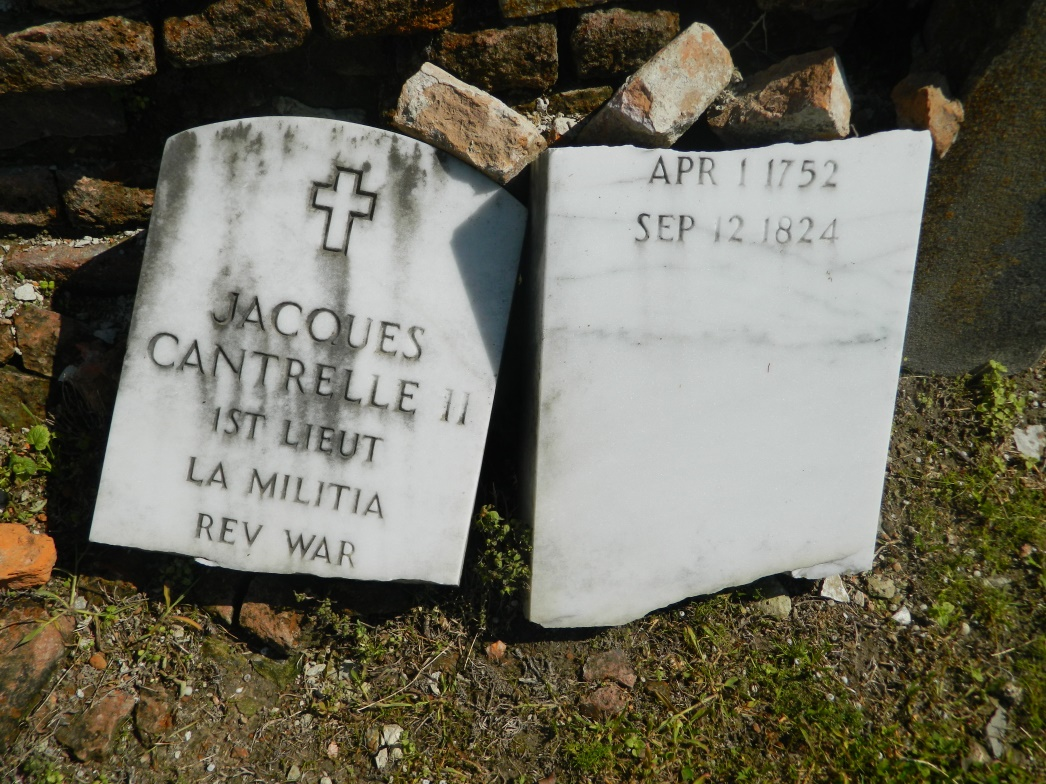 JACQUES
CANTRELLE II
1ST LIEUT
LA MILITIA
REV WAR
APR 1 1752
SEP 12 1824